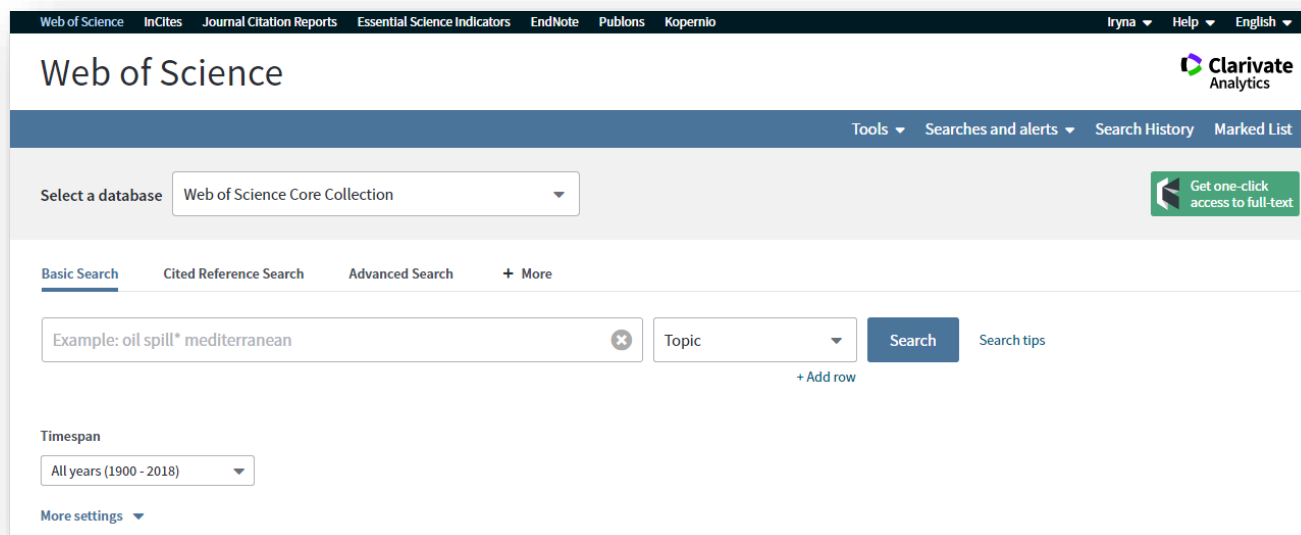 Web of Science InCites Journal Citation Reports Essential Science Indicators EndNote Publons Kopernio Iryna Help English
Web of Science
Clarivate
Analytics
Tools Searches and alerts Search History Marked List
Select a database Web of Science Core Collection
Get one-click
access to full-text
Basic Search Cited Reference Search Advanced Search + More
Example: oil spill* mediterranean Topic Search Search tips
+ Add row
Timespan
All years (1900 - 2018)
More settings